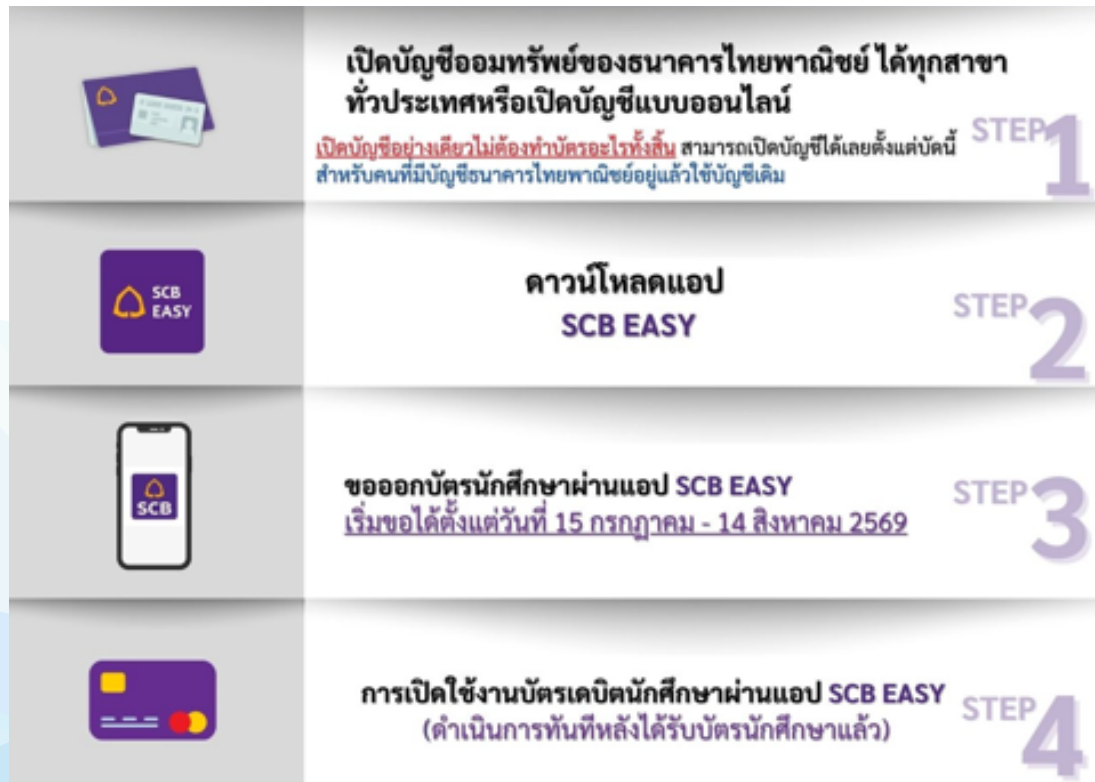 เปิดบัญชีออมทรัพย์ของธนาคารไทยพาณิชย์ ได้ทุกสาขา
ทั่วประเทศหรือเปิดบัญชีแบบออนไลน์
เปิดบัญชีอย่างเดียวไม่ต้องทำบัตรอะไรทั้งสิ้น สามารถเปิดบัญชีได้เลยตั้งแต่บัดนี้
สำหรับคนที่มีบัญชีธนาคารไทยพาณิชย์อยู่แล้วใช้บัญชีเดิม
STEP 1
SCB
EASY
ดาวน์โหลดแอป
SCB EASY
STEP 2
SCB
ขอออกบัตรนักศึกษาผ่านแอป SCB EASY
เริ่มขอได้ตั้งแต่วันที่ 15 กรกฎาคม - 14 สิงหาคม 2569
STEP 3
การเปิดใช้งานบัตรเดบิตนักศึกษาผ่านแอป SCB EASY
(ดำเนินการทันทีหลังได้รับบัตรนักศึกษาแล้ว)
STEP 4